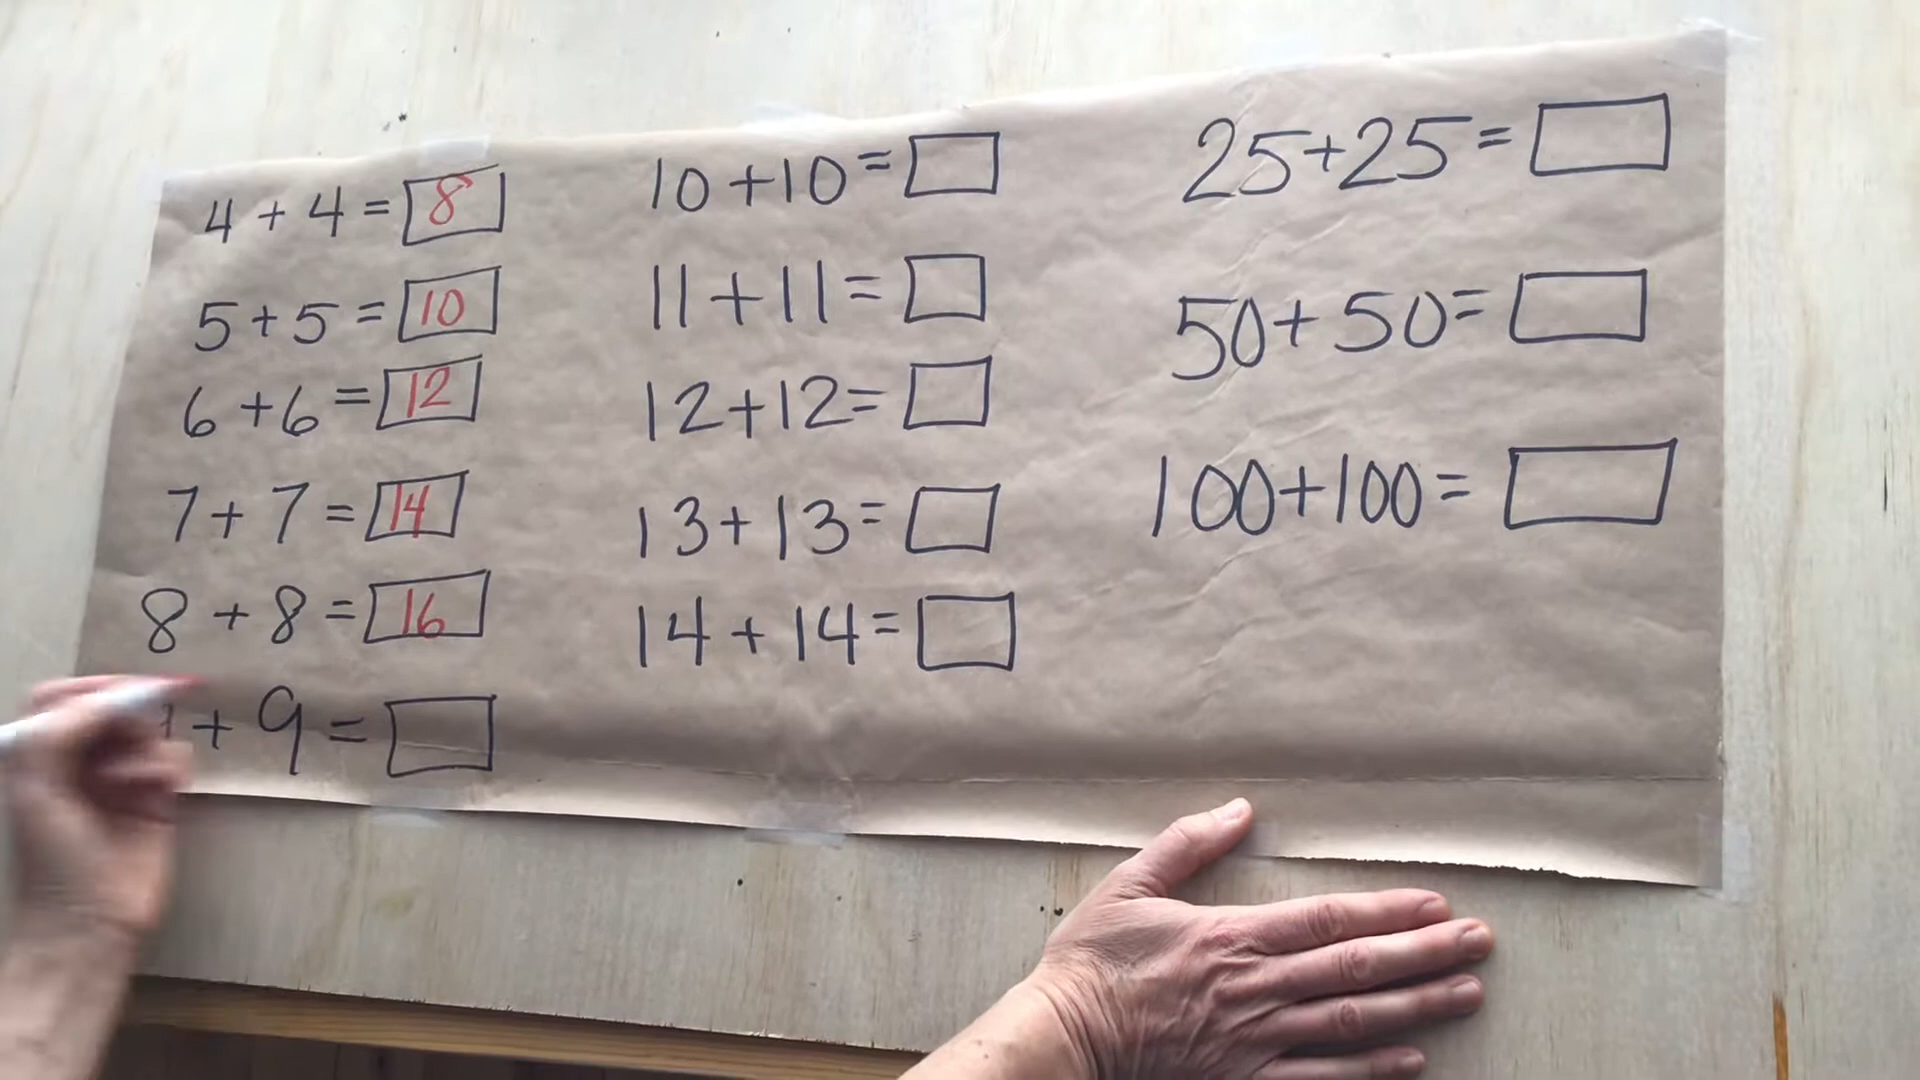 4 + 4 = 8
5 + 5 = 10
6 + 6 = 12
7 + 7 = 14
8 + 8 = 16
+ 9 =
10 + 10 =
11 + 11 =
12 + 12 =
13 + 13 =
14 + 14 =
25 + 25 =
50 + 50 =
100 + 100 =